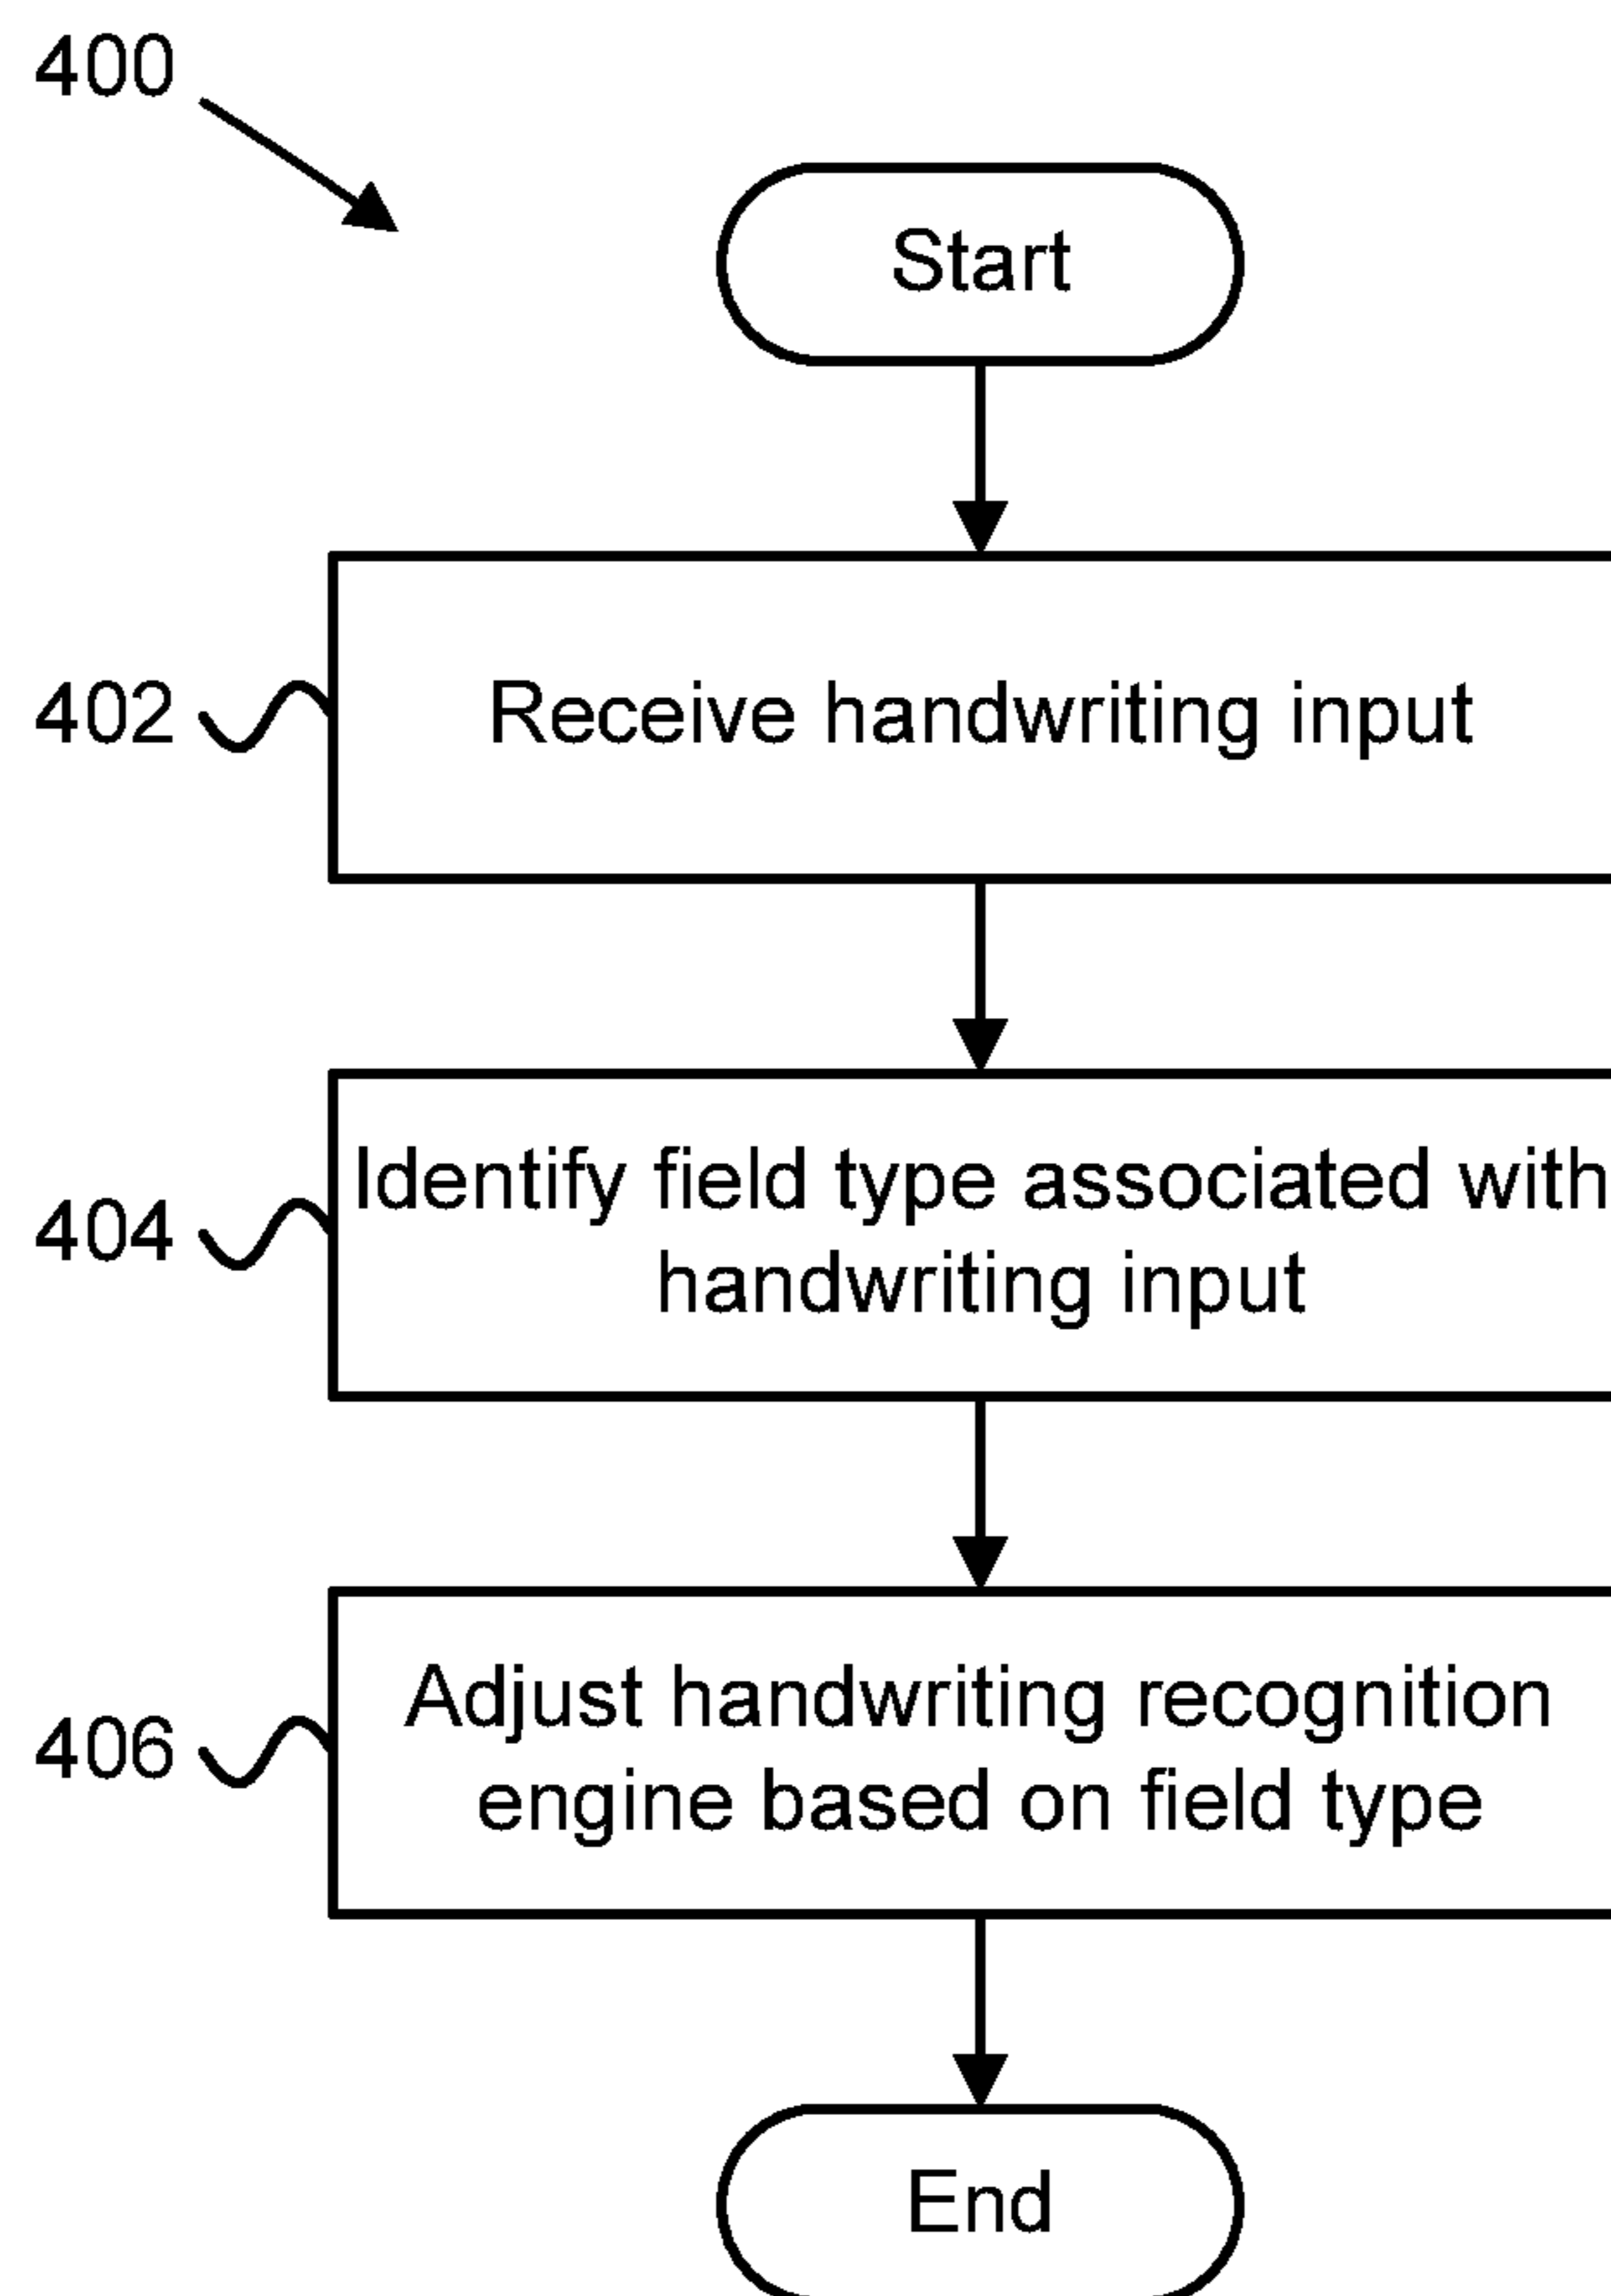 400
Start
402
Receive handwriting input
404
Identify field type associated with
handwriting input
406
Adjust handwriting recognition
engine based on field type
End